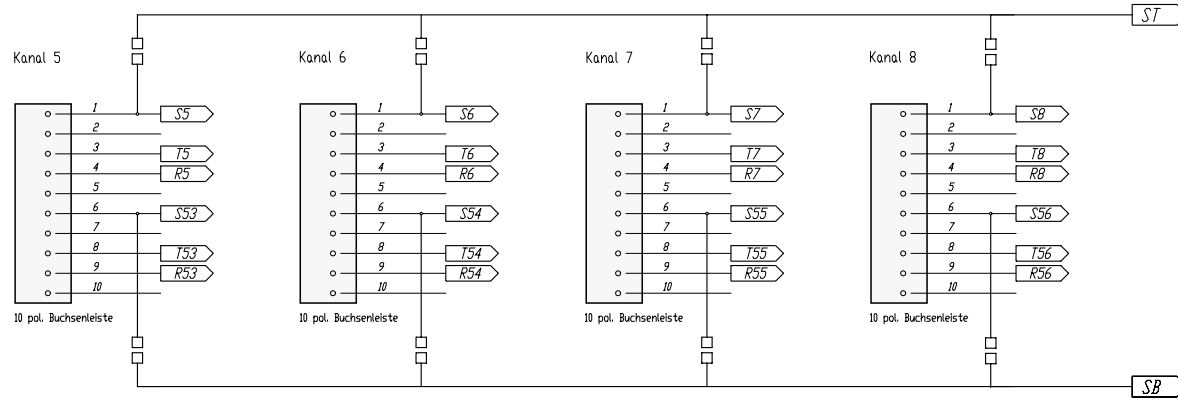 ST
Kanal 5
Kanal 6
Kanal 7
Kanal 8
1 S5
2
3 T5
4 R5
5
6 S53
7
8 T53
9 R53
10
10 pol. Buchsenleiste
1 S6
2
3 T6
4 R6
5
6 S54
7
8 T54
9 R54
10
10 pol. Buchsenleiste
1 S7
2
3 T7
4 R7
5
6 S55
7
8 T55
9 R55
10
10 pol. Buchsenleiste
1 S8
2
3 T8
4 R8
5
6 S56
7
8 T56
9 R56
10
10 pol. Buchsenleiste
SB